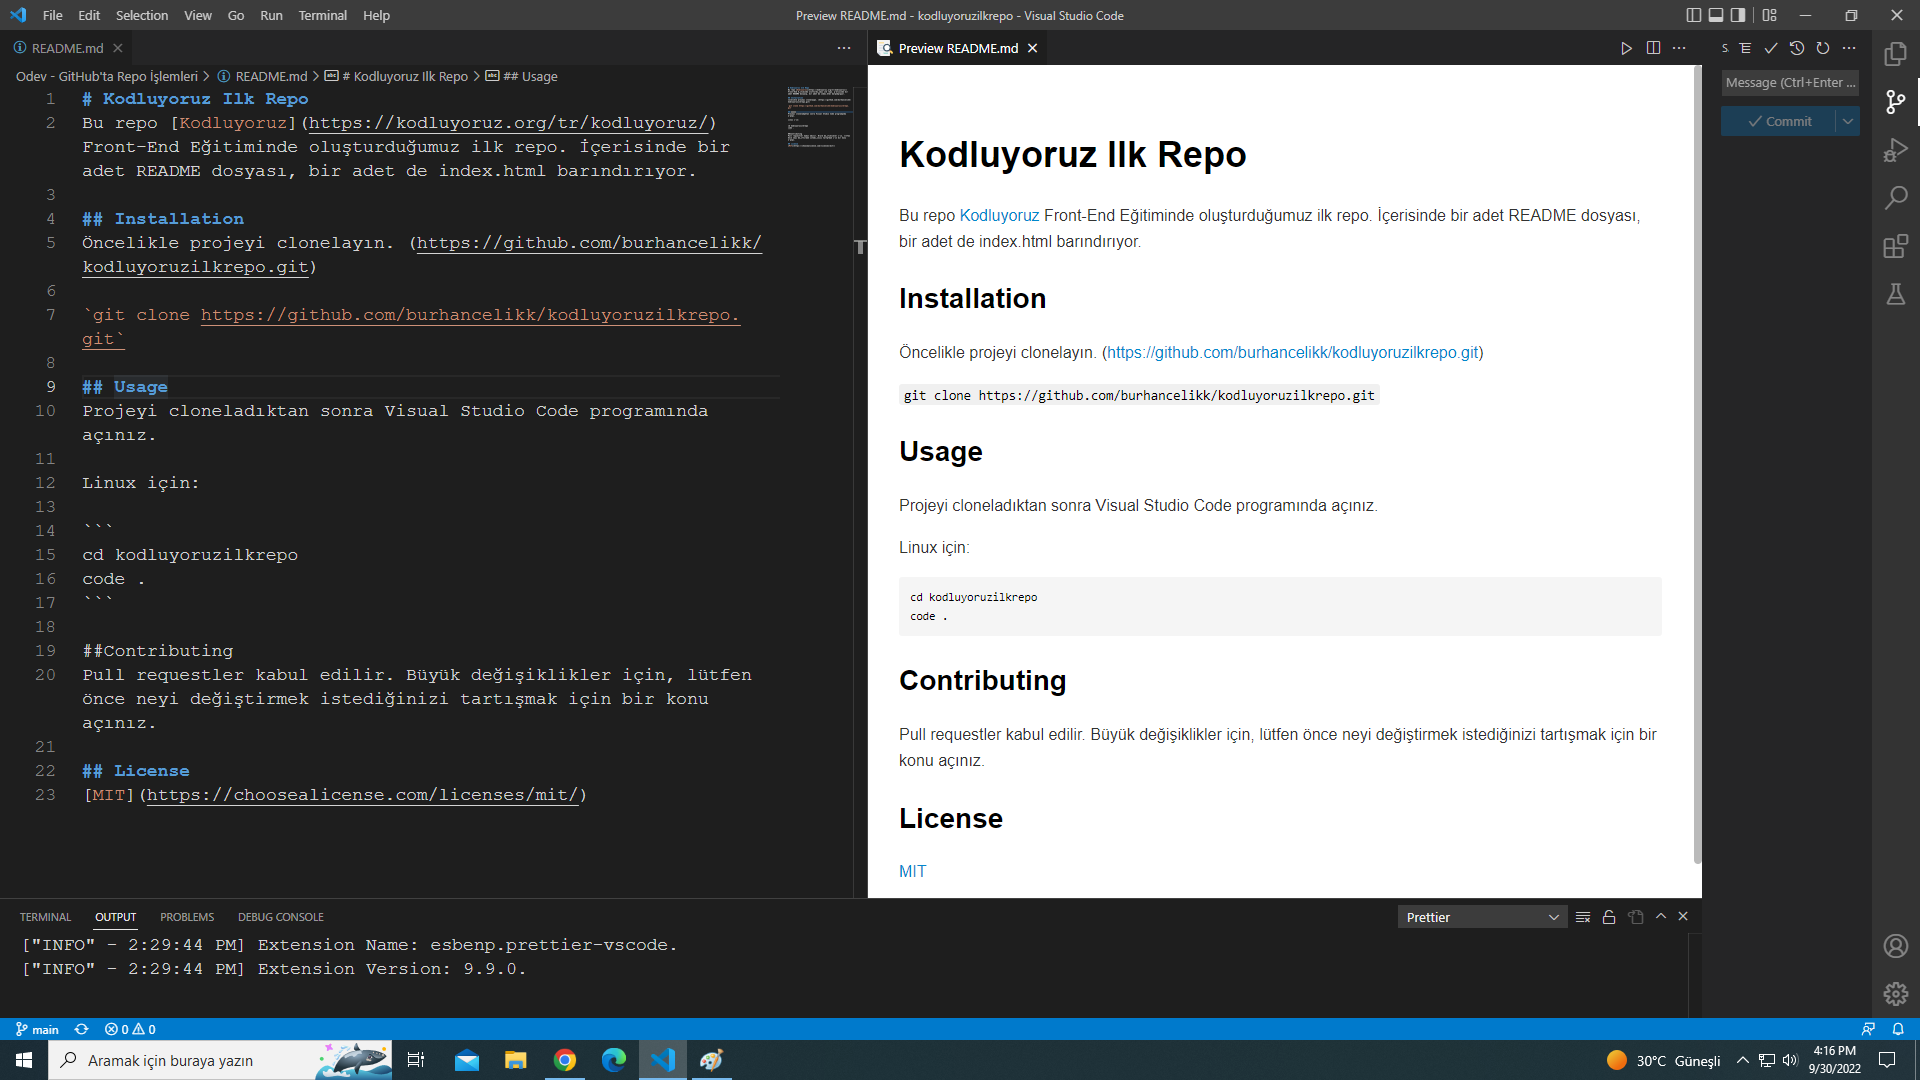 File Edit Selection View Go Run Terminal Help
Preview README.md - kodluyoruzilkrepo - Visual Studio Code
README.md
Odev - GitHub'ta Repo İşlemleri > README.md > # Kodluyoruz Ilk Repo > ## Usage
1 # Kodluyoruz Ilk Repo
2 Bu repo [Kodluyoruz](https://kodluyoruz.org/tr/kodluyoruz/)
Front-End Eğitiminde oluşturduğumuz ilk repo. İçerisinde bir
adet README dosyası, bir adet de index.html barındırıyor.
3
4 ## Installation
5 Öncelikle projeyi clonelayın. (https://github.com/burhancelikk/
kodluyoruzilkrepo.git)
6
7 `git clone https://github.com/burhancelikk/kodluyoruzilkrepo.
git`
8
9 ## Usage
10 Projeyi cloneladıktan sonra Visual Studio Code programında
açınız.
11
12 Linux için:
13
14 ```
15 cd kodluyoruzilkrepo
16 code .
17 ```
18
19 ##Contributing
20 Pull requestler kabul edilir. Büyük değişiklikler için, lütfen
önce neyi değiştirmek istediğinizi tartışmak için bir konu
açınız.
21
22 ## License
23 [MIT](https://choosealicense.com/licenses/mit/)
Preview README.md
Kodluyoruz Ilk Repo
Bu repo Kodluyoruz Front-End Eğitiminde oluşturduğumuz ilk repo. İçerisinde bir adet README dosyası,
bir adet de index.html barındırıyor.
Installation
Öncelikle projeyi clonelayın. (https://github.com/burhancelikk/kodluyoruzilkrepo.git)
git clone https://github.com/burhancelikk/kodluyoruzilkrepo.git
Usage
Projeyi cloneladıktan sonra Visual Studio Code programında açınız.
Linux için:
cd kodluyoruzilkrepo
code .
Contributing
Pull requestler kabul edilir. Büyük değişiklikler için, lütfen önce neyi değiştirmek istediğinizi tartışmak için bir
konu açınız.
License
MIT
S.
Message (Ctrl+Enter ...
Commit
TERMINAL OUTPUT PROBLEMS DEBUG CONSOLE
Prettier
["INFO" - 2:29:44 PM] Extension Name: esbenp.prettier-vscode.
["INFO" - 2:29:44 PM] Extension Version: 9.9.0.
main 0 0
Aramak için buraya yazın
30°C Güneşli
4:16 PM
9/30/2022